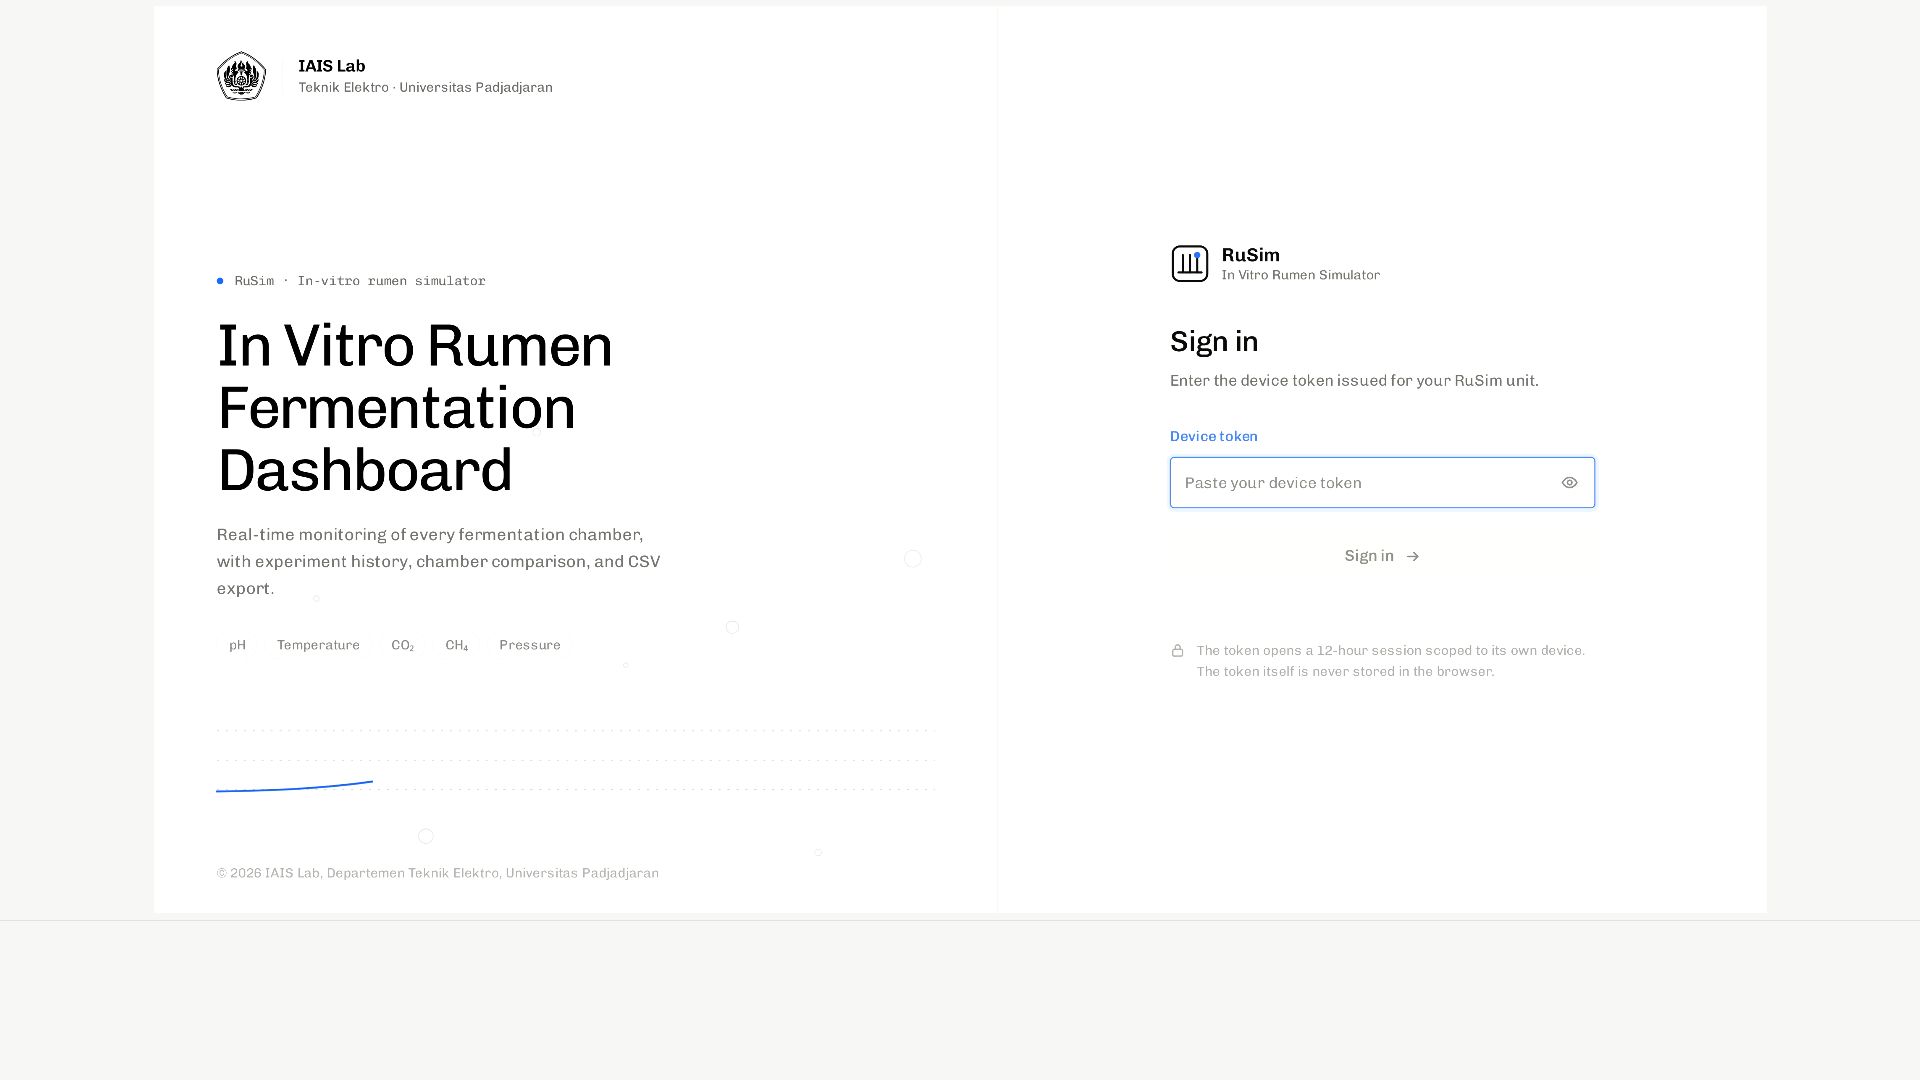 IAIS Lab
Teknik Elektro · Universitas Padjadjaran
RuSim · In-vitro rumen simulator
In Vitro Rumen
Fermentation
Dashboard
Real-time monitoring of every fermentation chamber,
with experiment history, chamber comparison, and CSV
export.
pH Temperature CO₂ CH₄ Pressure
© 2026 IAIS Lab, Departemen Teknik Elektro, Universitas Padjadjaran
RuSim
In Vitro Rumen Simulator
Sign in
Enter the device token issued for your RuSim unit.
Device token
Paste your device token
Sign in →
The token opens a 12-hour session scoped to its own device.
The token itself is never stored in the browser.